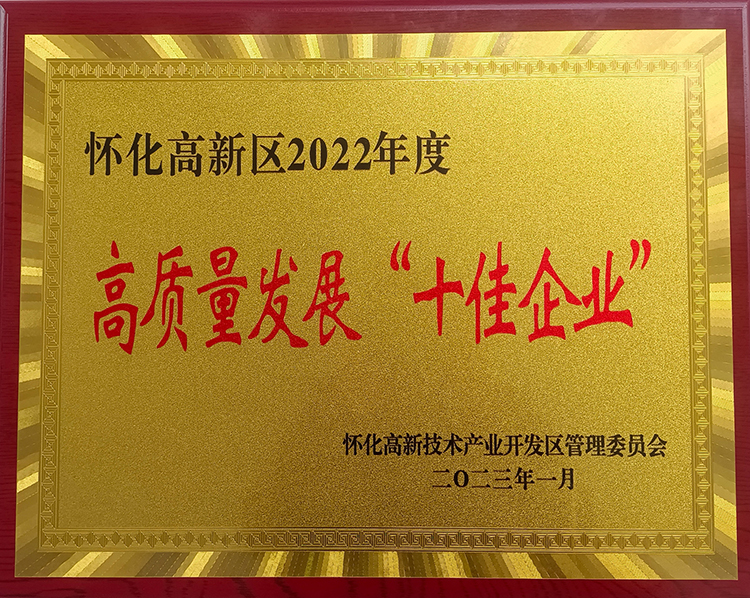 怀化高新区2022年度
高质量发展“十佳企业”
怀化高新技术产业开发区管理委员会
二〇二三年一月